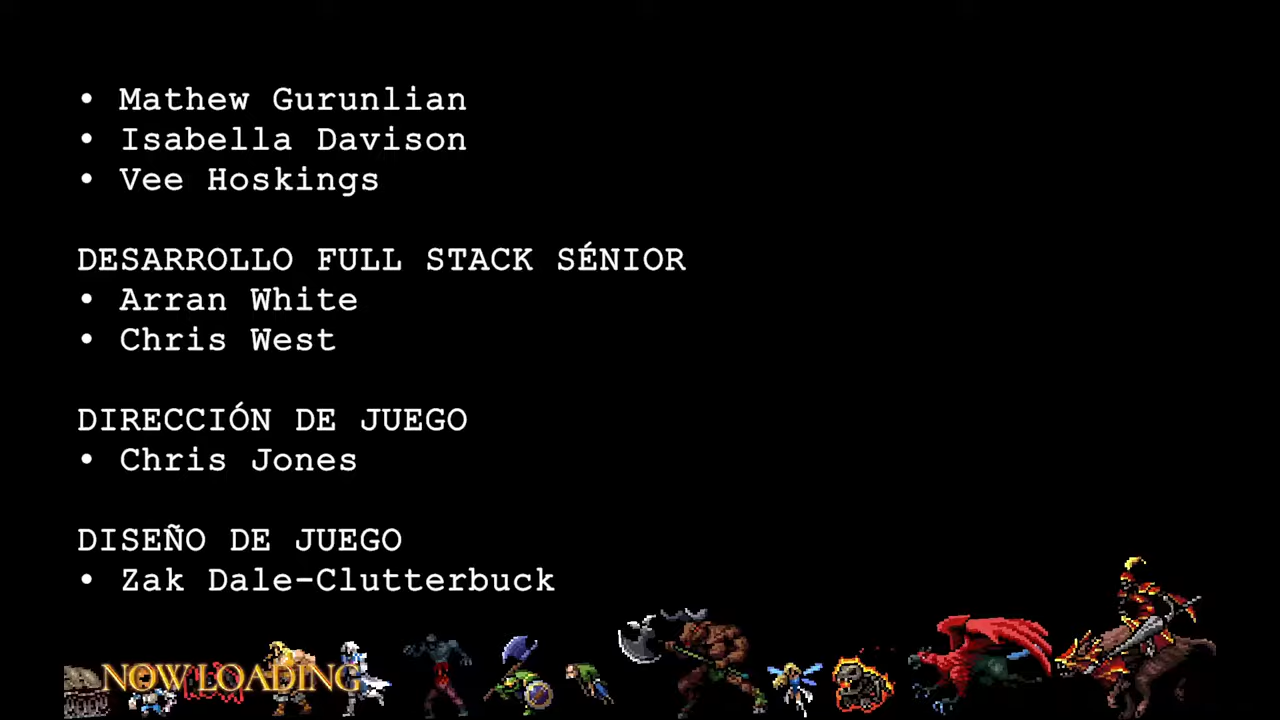 • Mathew Gurunlian
• Isabella Davison
• Vee Hoskings
DESARROLLO FULL STACK SÉNIOR
• Arran White
• Chris West
DIRECCIÓN DE JUEGO
• Chris Jones
DISEÑO DE JUEGO
• Zak Dale-Clutterbuck
NOW LOADING